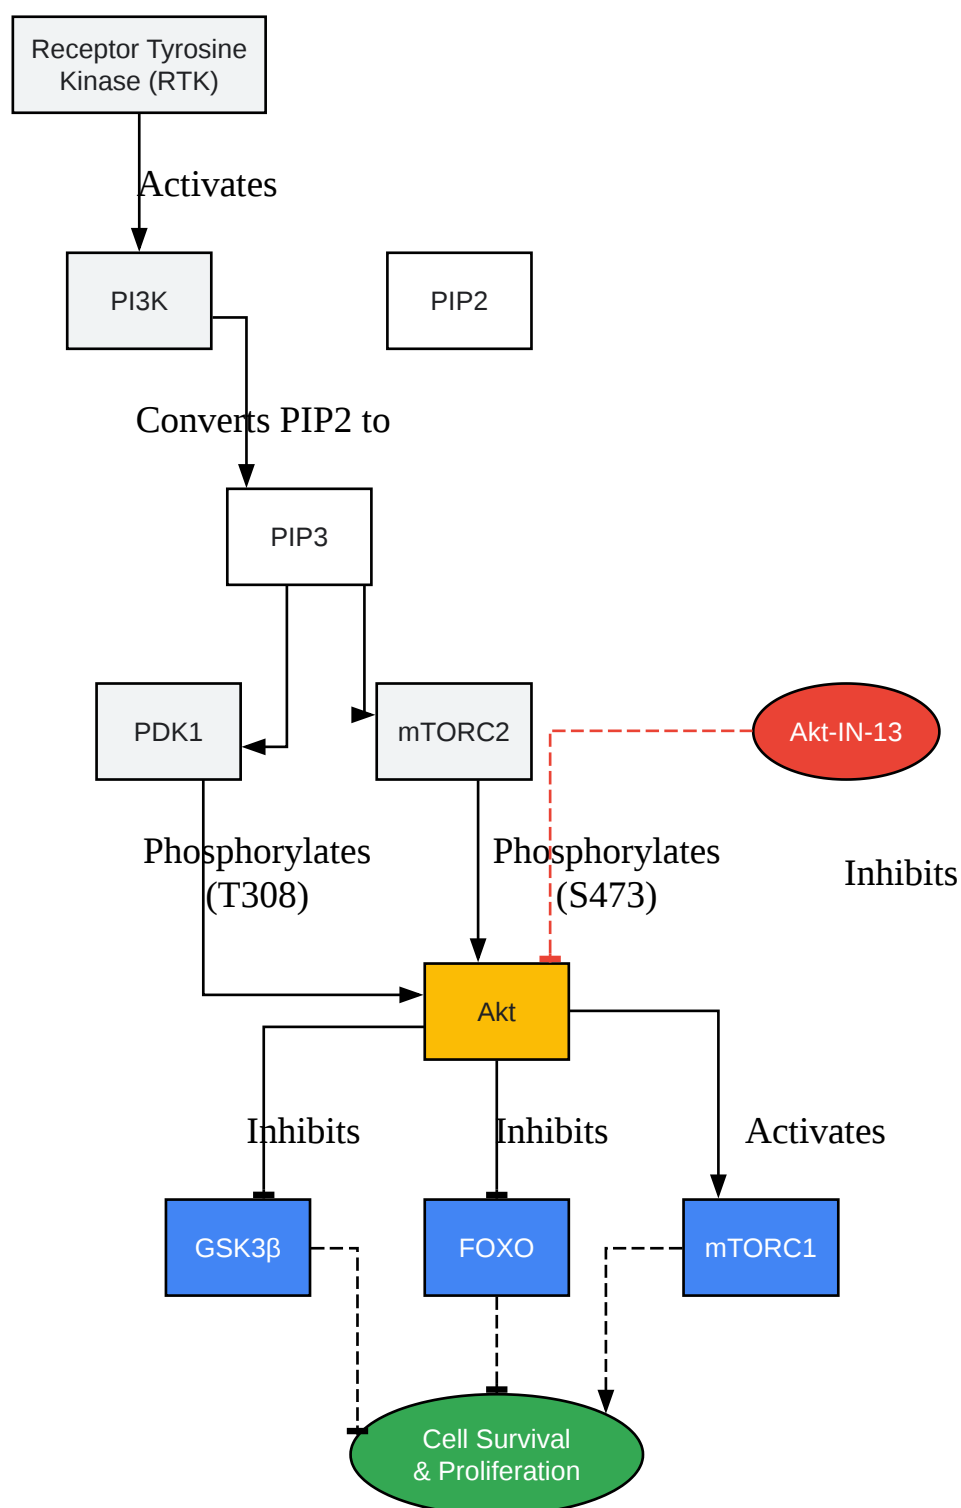 Receptor Tyrosine
Kinase (RTK)
Activates
PI3K
PIP2
Converts PIP2 to
PIP3
PDK1
mTORC2
Akt-IN-13
Phosphorylates
(T308)
Phosphorylates
(S473)
Inhibits
Akt
Inhibits
Inhibits
Activates
GSK3β
FOXO
mTORC1
Cell Survival
& Proliferation